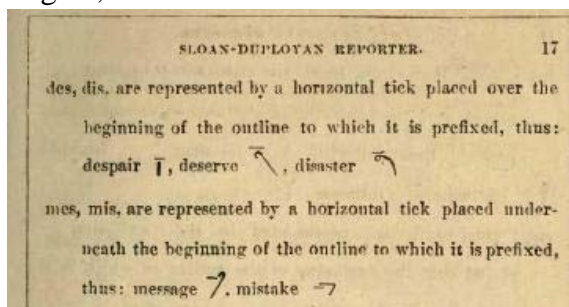 SLOAN-DUPLOYAN REPORTER. 17
des, dis, are represented by a horizontal tick placed over the
beginning of the outline to which it is prefixed, thus:
despair , deserve , disaster
mes, mis, are represented by a horizontal tick placed under-
neath the beginning of the outline to which it is prefixed,
thus: message , mistake